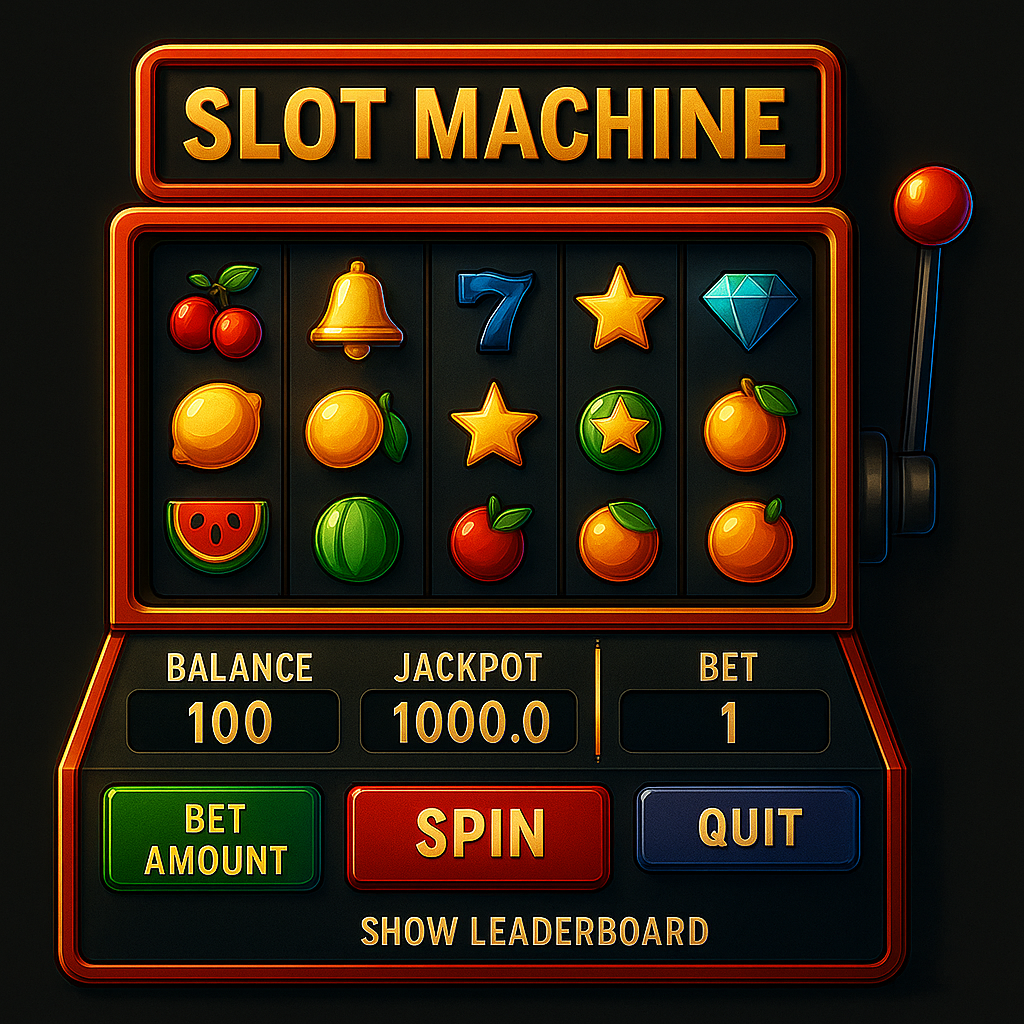 SLOT MACHINE
7
BALANCE
JACKPOT
BET
100
1000.0
1
BET
AMOUNT
SPIN
QUIT
SHOW LEADERBOARD